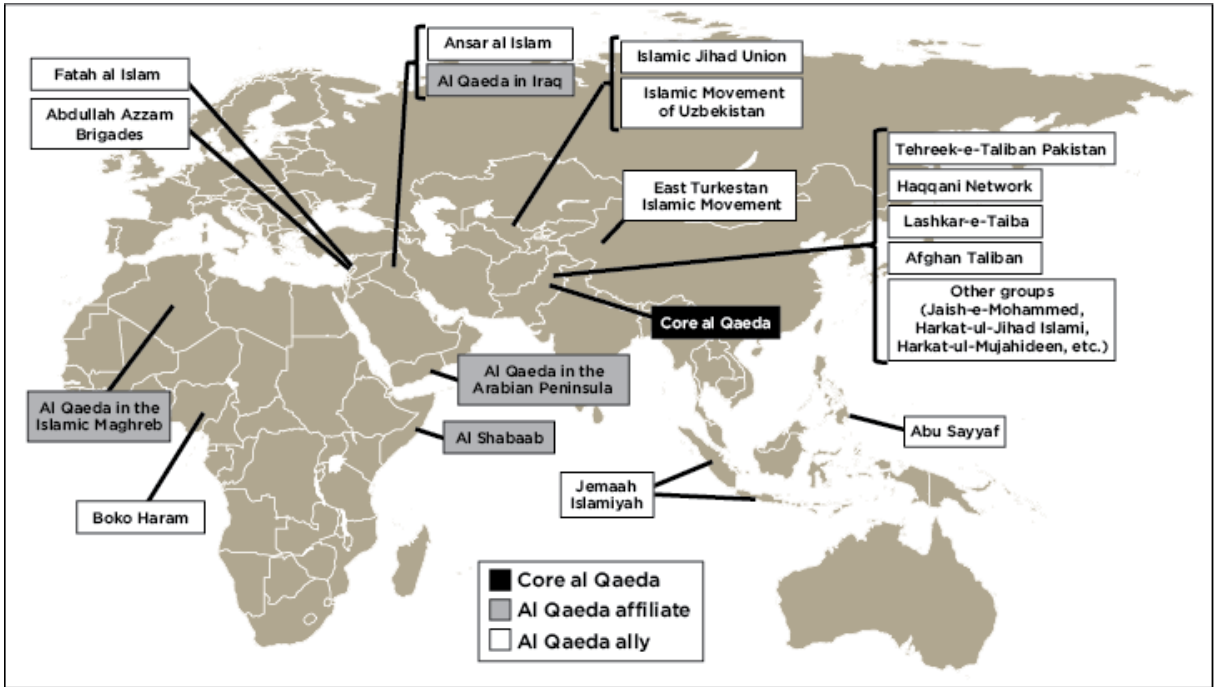 Ansar al Islam
Al Qaeda in Iraq
Islamic Jihad Union
Islamic Movement
of Uzbekistan
Fatah al Islam
Abdullah Azzam
Brigades
Tehreek-e-Taliban Pakistan
Haqqani Network
Lashkar-e-Taiba
Afghan Taliban
Other groups
(Jaish-e-Mohammed,
Harkat-ul-Jihad Islami,
Harkat-ul-Mujahideen, etc.)
East Turkestan
Islamic Movement
Core al Qaeda
Al Qaeda in the
Arabian Peninsula
Al Qaeda in the
Islamic Maghreb
Al Shabaab
Abu Sayyaf
Jemaah
Islamiyah
Boko Haram
Core al Qaeda
Al Qaeda affiliate
Al Qaeda ally